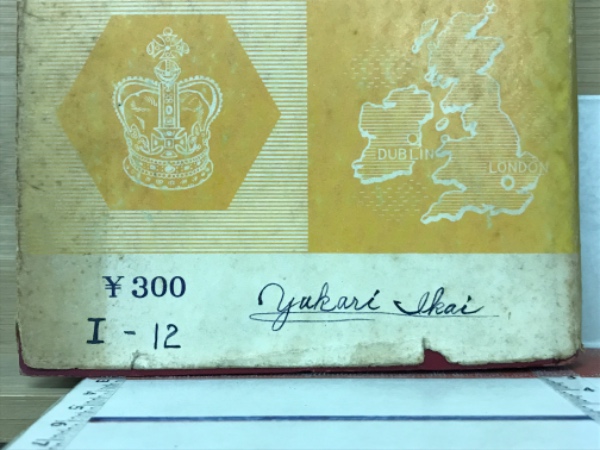 DUBLIN
LONDON
¥300
Yukari Ikai
I-12